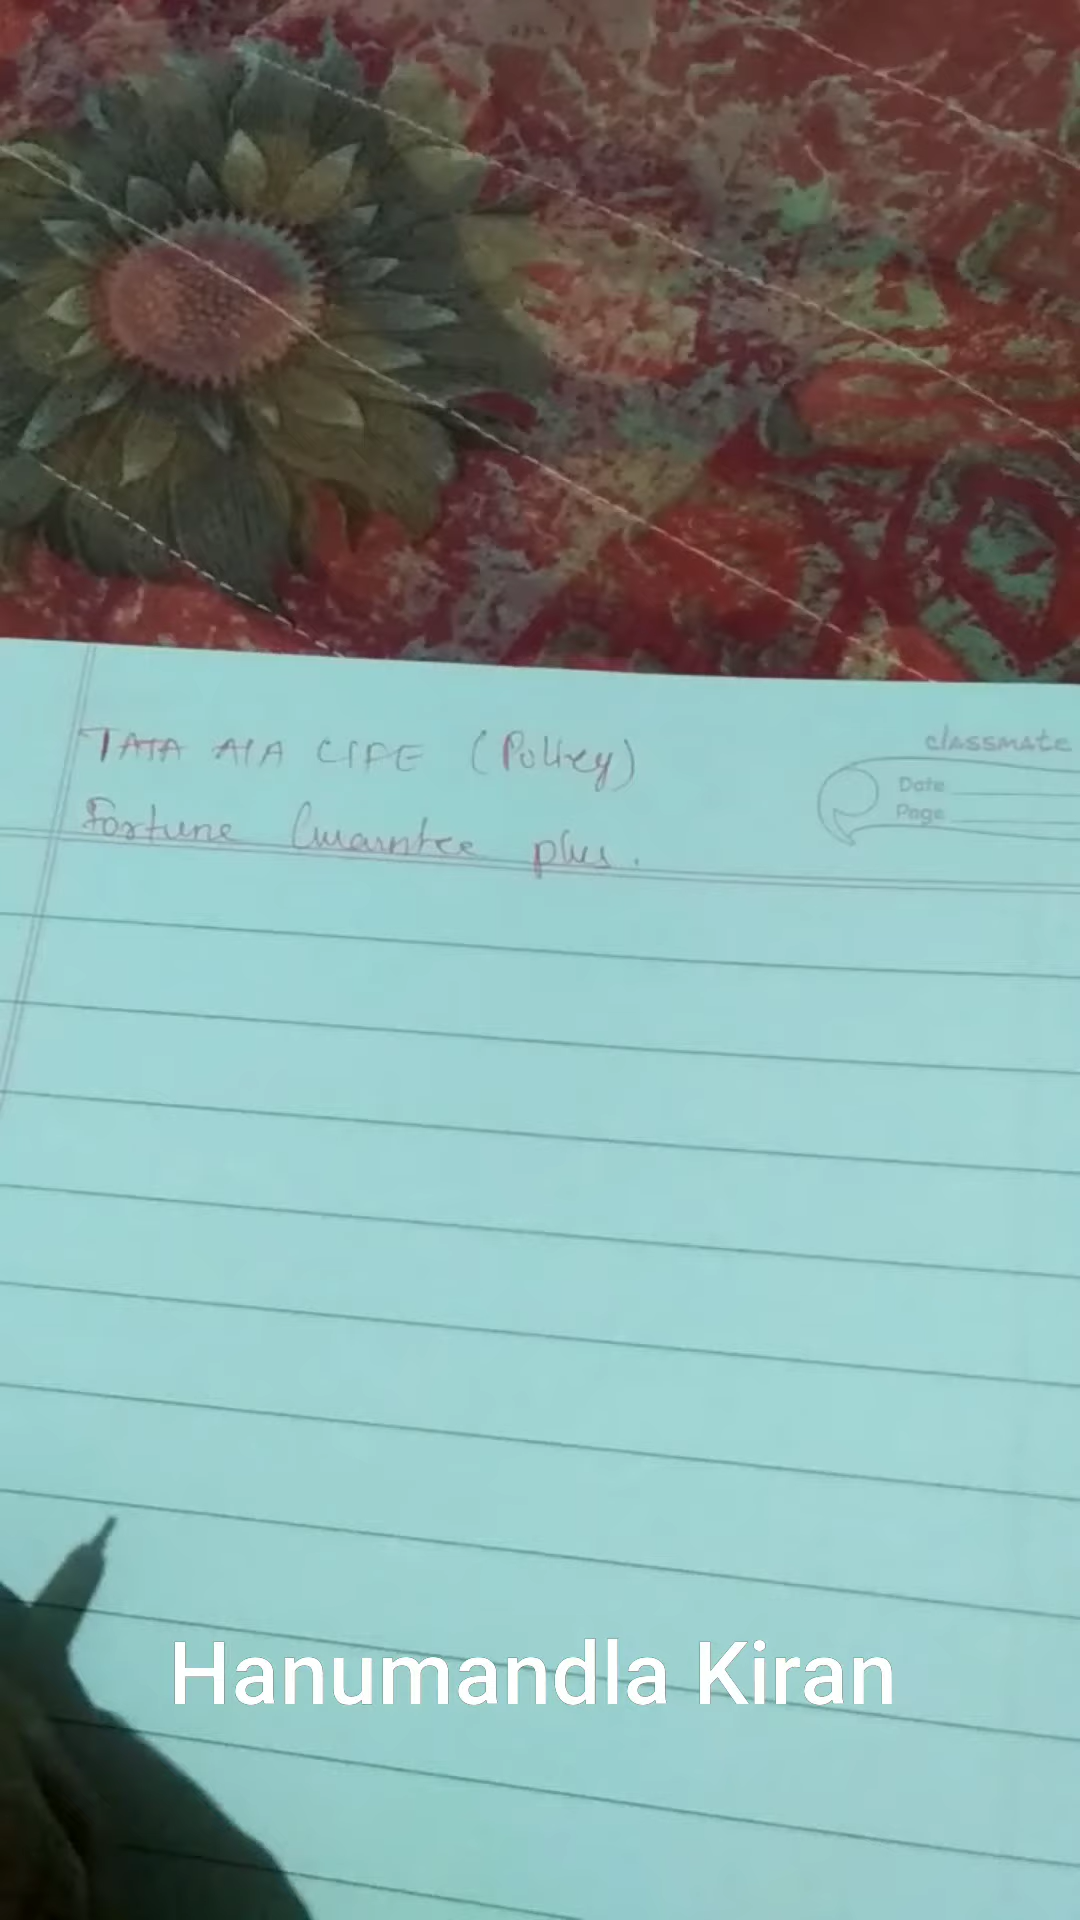 TATA AIA LIFE (Policy)
Fortune Guarantee plus.
classmate
Date
Page
Hanumandla Kiran